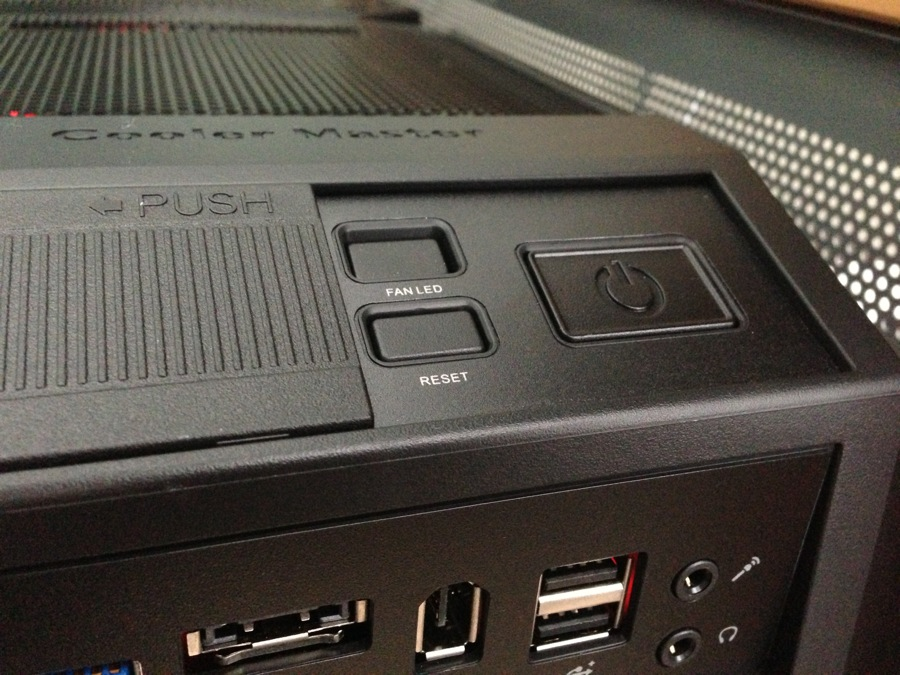 Cooler Master
PUSH
FAN LED
RESET